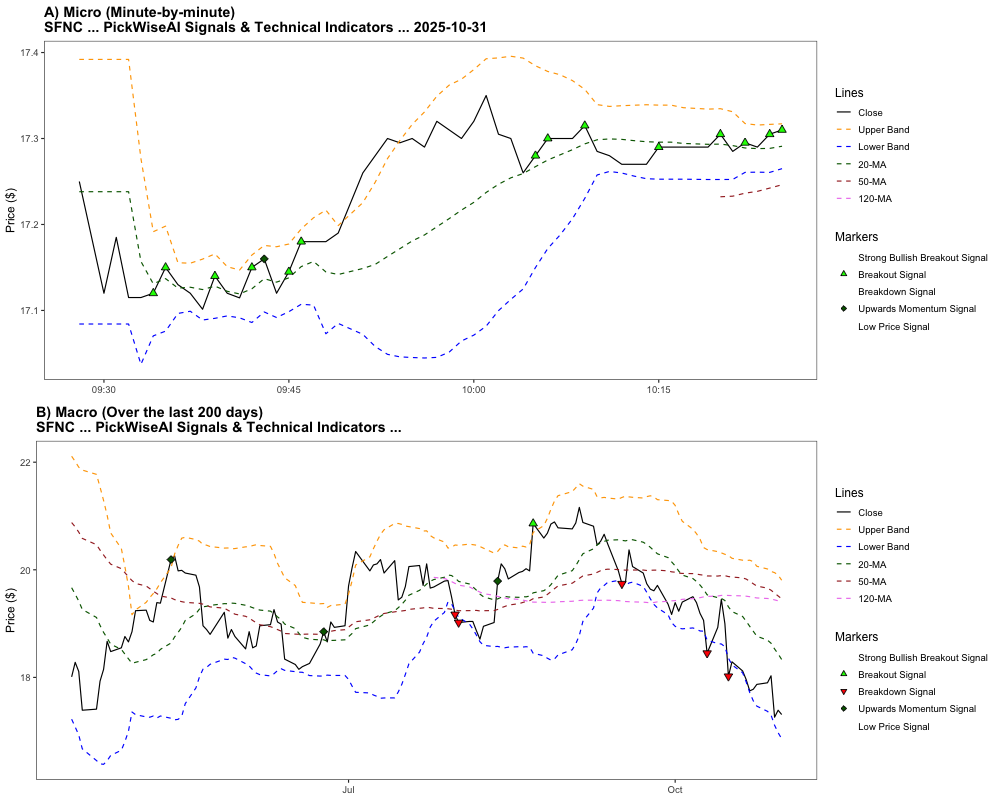 A) Micro (Minute-by-minute)
SFNC ... PickWiseAI Signals & Technical Indicators ... 2025-10-31
17.4
17.3
17.2
17.1
Price ($)
09:30
09:45
10:00
10:15
Lines
Close
Upper Band
Lower Band
20-MA
50-MA
120-MA
Markers
Strong Bullish Breakout Signal
Breakout Signal
Breakdown Signal
Upwards Momentum Signal
Low Price Signal
B) Macro (Over the last 200 days)
SFNC ... PickWiseAI Signals & Technical Indicators ...
22
20
18
Price ($)
Jul
Oct
Lines
Close
Upper Band
Lower Band
20-MA
50-MA
120-MA
Markers
Strong Bullish Breakout Signal
Breakout Signal
Breakdown Signal
Upwards Momentum Signal
Low Price Signal